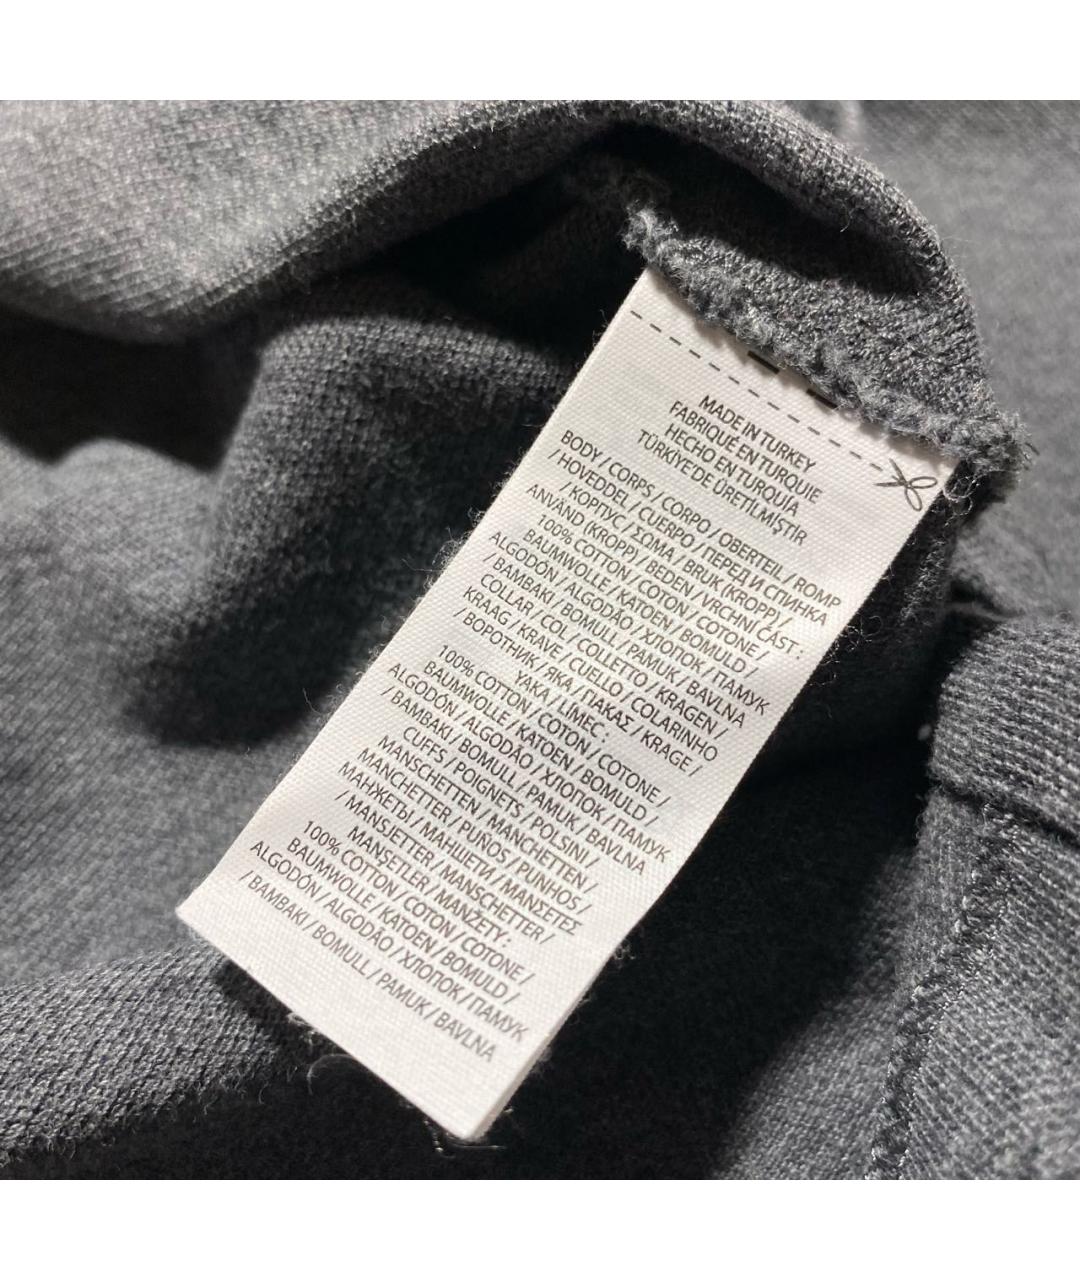 MADE IN TURKEY
FABRIQUÉ EN TURQUIE
HECHO EN TURQUÍA
TÜRKİYE'DE ÜRETİLMİŞTİR
BODY / CORPS / CORPO / OBERTEIL / ROMP
/ HOVEDDEL / CUERPO / ПЕРЕД И СПИНКА
/ КОРПУС / ΣΩΜΑ / BRUK (KROPP) /
ANVÄND (KROPP) / BEDEN / VRCHNÍ ČÁST :
100% COTTON / COTON / COTONE /
BAUMWOLLE / KATOEN / BOMULD /
ALGODÓN / ALGODÃO / ХЛОПОК / ПАМУК
/ BAMBAKI / BOMULL / PAMUK / BAVLNA
COLLAR / COL / COLLETTO / KRAGEN /
KRAAG / KRAVE / CUELLO / COLARINHO
/ ВОРОТНИК / ЯКА / ΠΑΚΑΣ / KRAGE /
YAKA / LÍMEC :
100% COTTON / COTON / COTONE /
BAUMWOLLE / KATOEN / BOMULD /
ALGODÓN / ALGODÃO / ХЛОПОК / ПАМУК
/ BAMBAKI / BOMULL / PAMUK / BAVLNA
CUFFS / POIGNETS / POLSINI /
MANSCHETTEN / MANCHETTEN /
MANCHETTER / PUÑOS / PUNHOS /
МАНЖЕТЫ / МАНШЕТИ / ΜΑΝΣΕΤΕΣ
/ MANSJETTER / MANSCHETTER /
MANŞETLER / MANŽETY :
100% COTTON / COTON / COTONE /
BAUMWOLLE / KATOEN / BOMULD /
ALGODÓN / ALGODÃO / ХЛОПОК / ПАМУК
/ BAMBAKI / BOMULL / PAMUK / BAVLNA